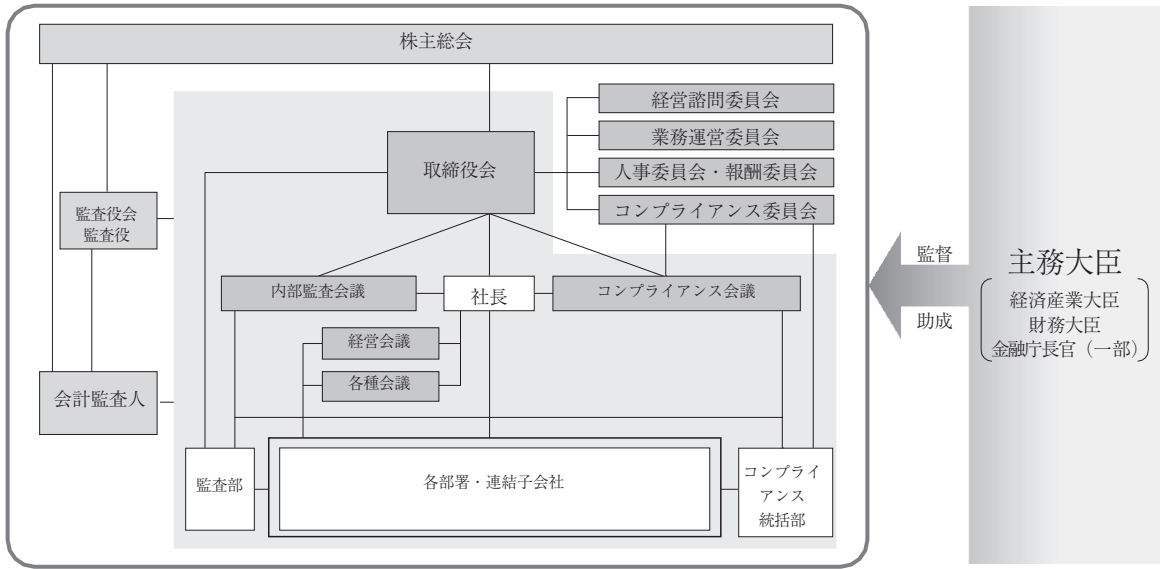 株主総会
経営諮問委員会
業務運営委員会
取締役会
人事委員会・報酬委員会
コンプライアンス委員会
監査役会
監査役
内部監査会議
社長
コンプライアンス会議
経営会議
各種会議
会計監査人
監査部
各部署・連結子会社
コンプライ
アンス
統括部
監督
助成
主務大臣
経済産業大臣
財務大臣
金融庁長官（一部）